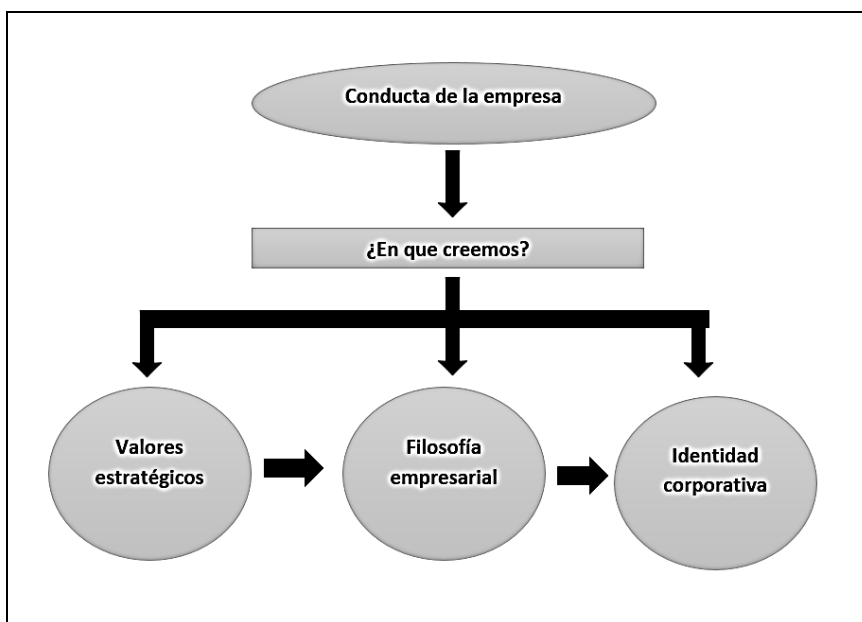 Conducta de la empresa
¿En que creemos?
Valores
estratégicos
Filosofía
empresarial
Identidad
corporativa